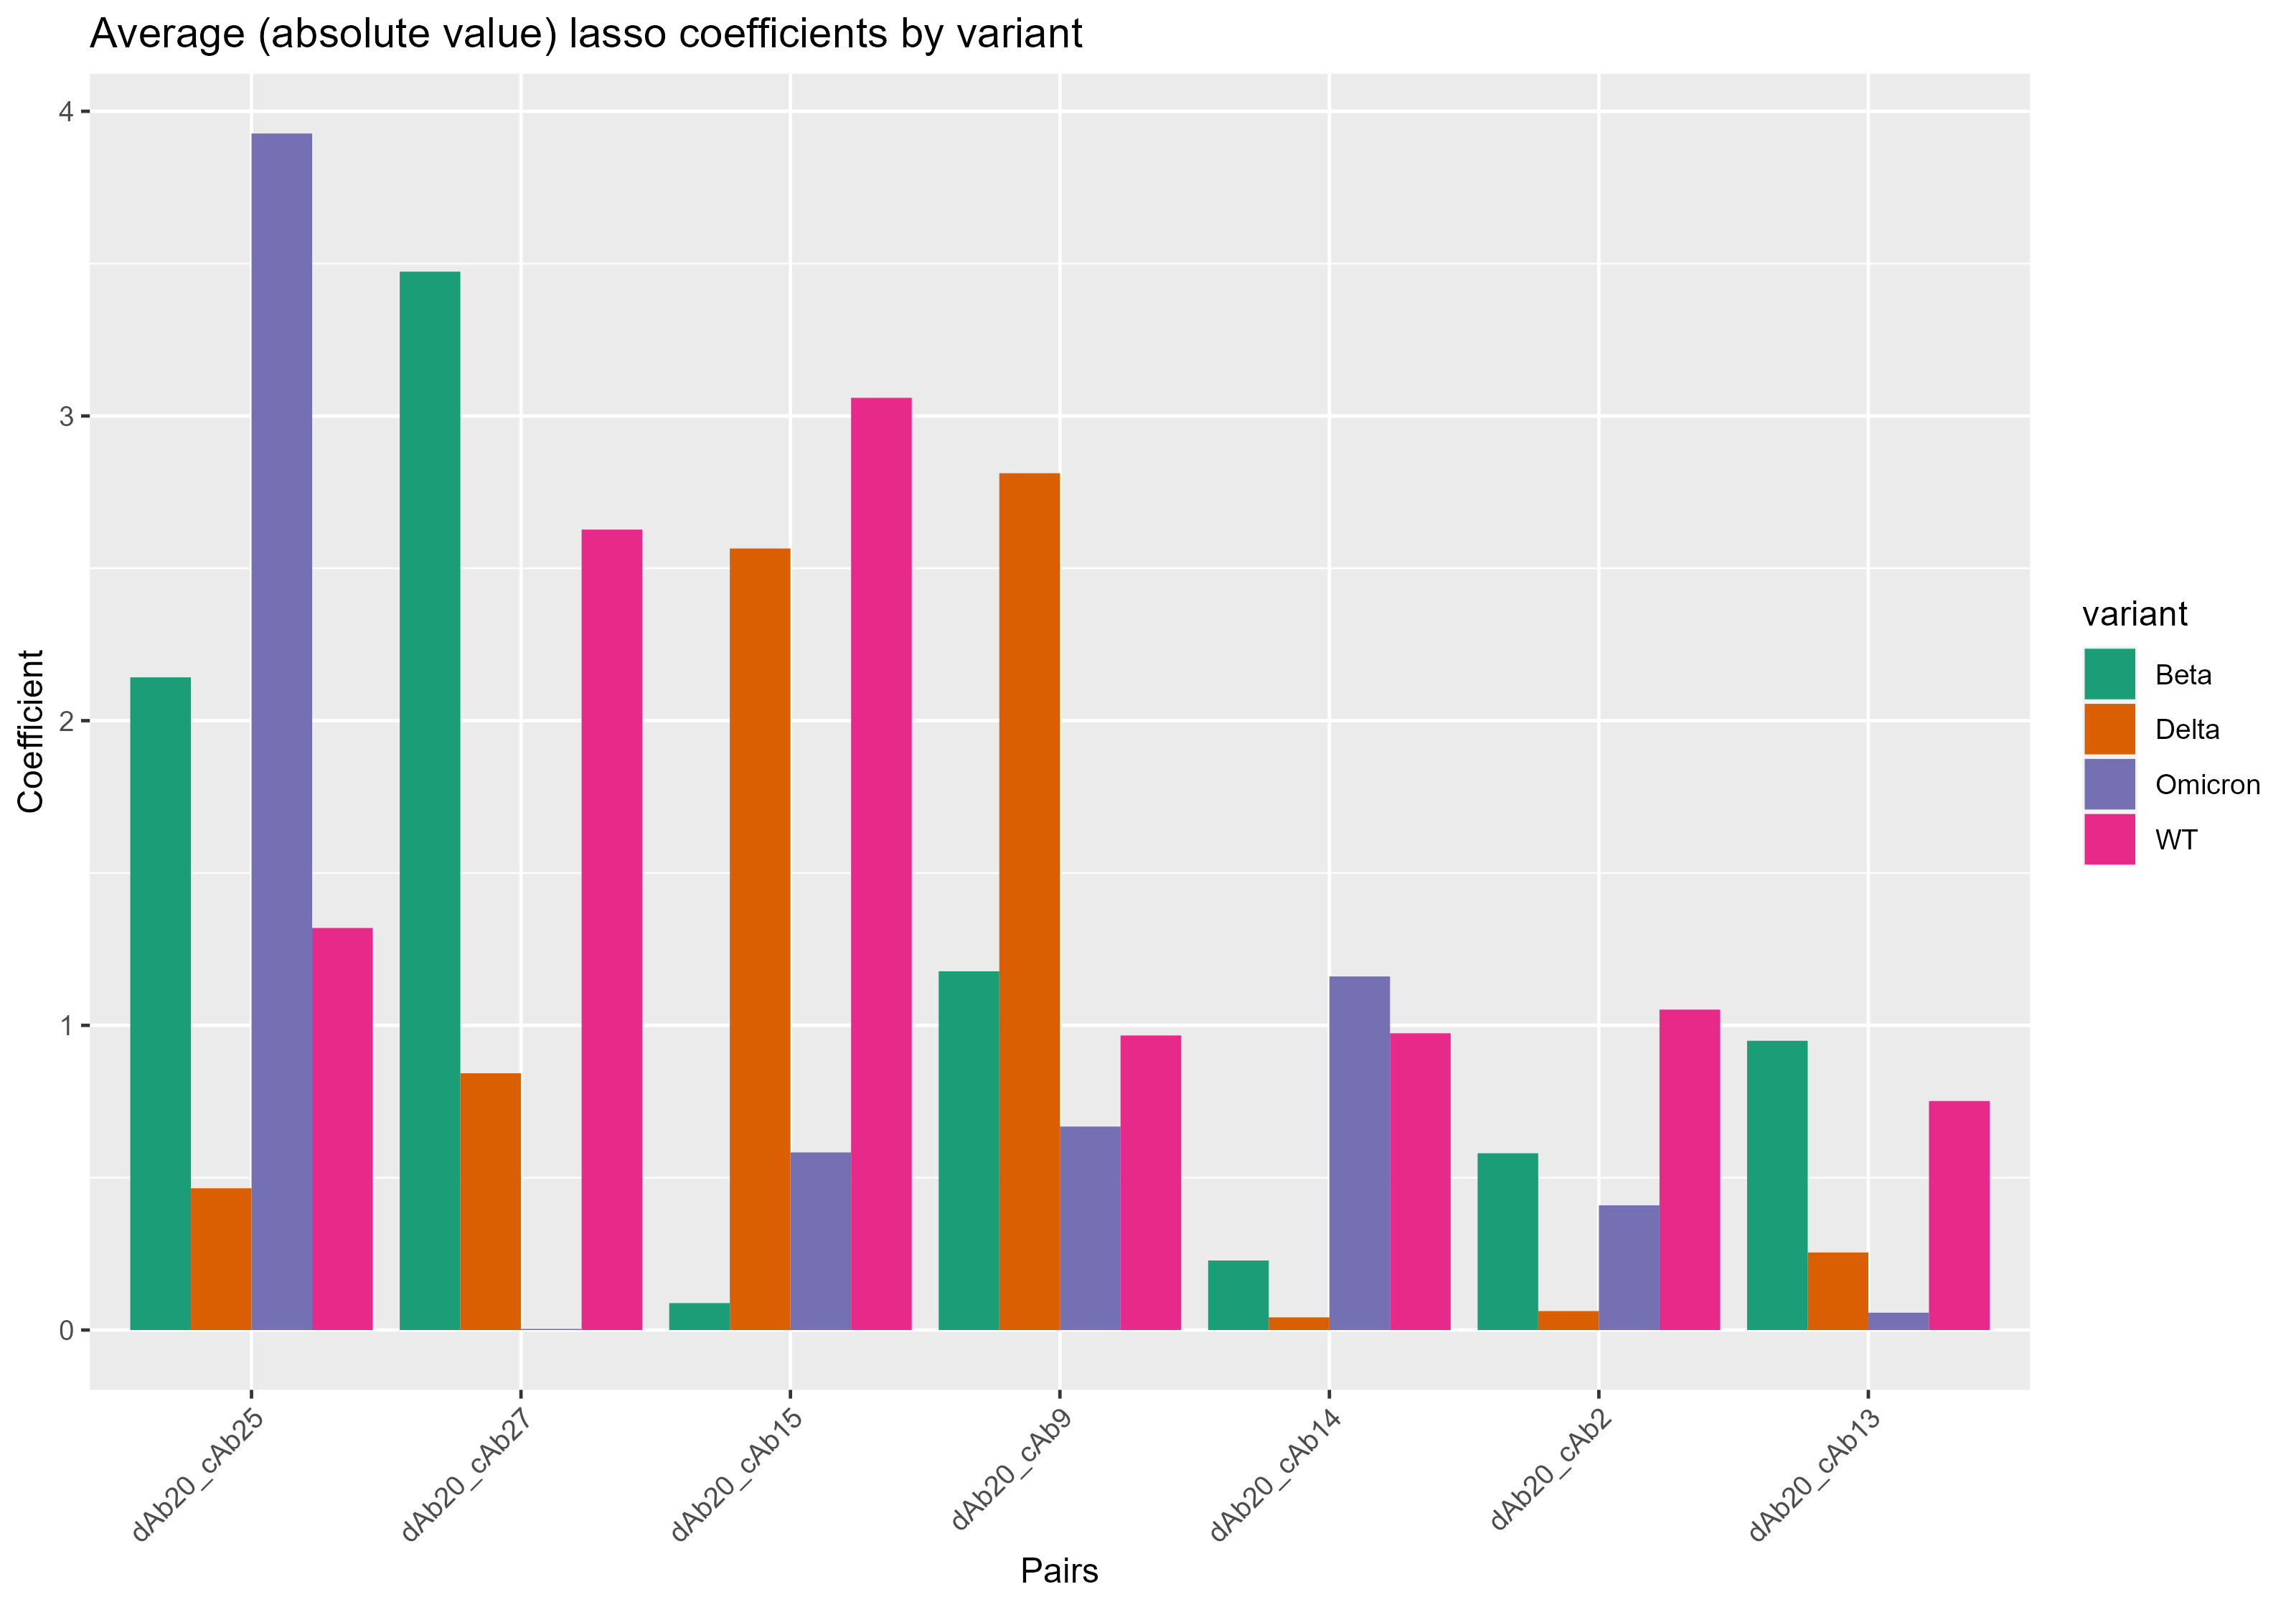 Average (absolute value) lasso coefficients by variant
4
3
2
1
0
Coefficient
dAb20_cAb25
dAb20_cAb27
dAb20_cAb15
dAb20_cAb9
dAb20_cAb14
dAb20_cAb2
dAb20_cAb13
Pairs
variant
Beta
Delta
Omicron
WT